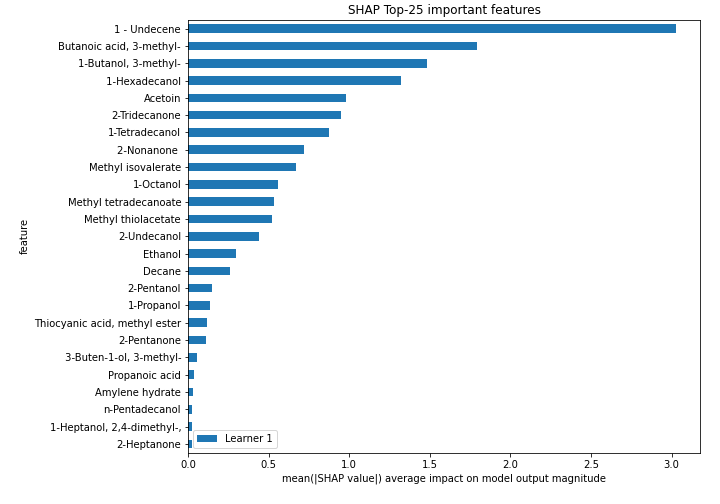 SHAP Top-25 important features
1 - Undecene
Butanoic acid, 3-methyl-
1-Butanol, 3-methyl-
1-Hexadecanol
Acetoin
2-Tridecanone
1-Tetradecanol
2-Nonanone
Methyl isovalerate
1-Octanol
Methyl tetradecanoate
Methyl thiolacetate
2-Undecanol
Ethanol
Decane
2-Pentanol
1-Propanol
Thiocyanic acid, methyl ester
2-Pentanone
3-Buten-1-ol, 3-methyl-
Propanoic acid
Amylene hydrate
n-Pentadecanol
1-Heptanol, 2,4-dimethyl-,
2-Heptanone
feature
Learner 1
0.0 0.5 1.0 1.5 2.0 2.5 3.0
mean(|SHAP value|) average impact on model output magnitude